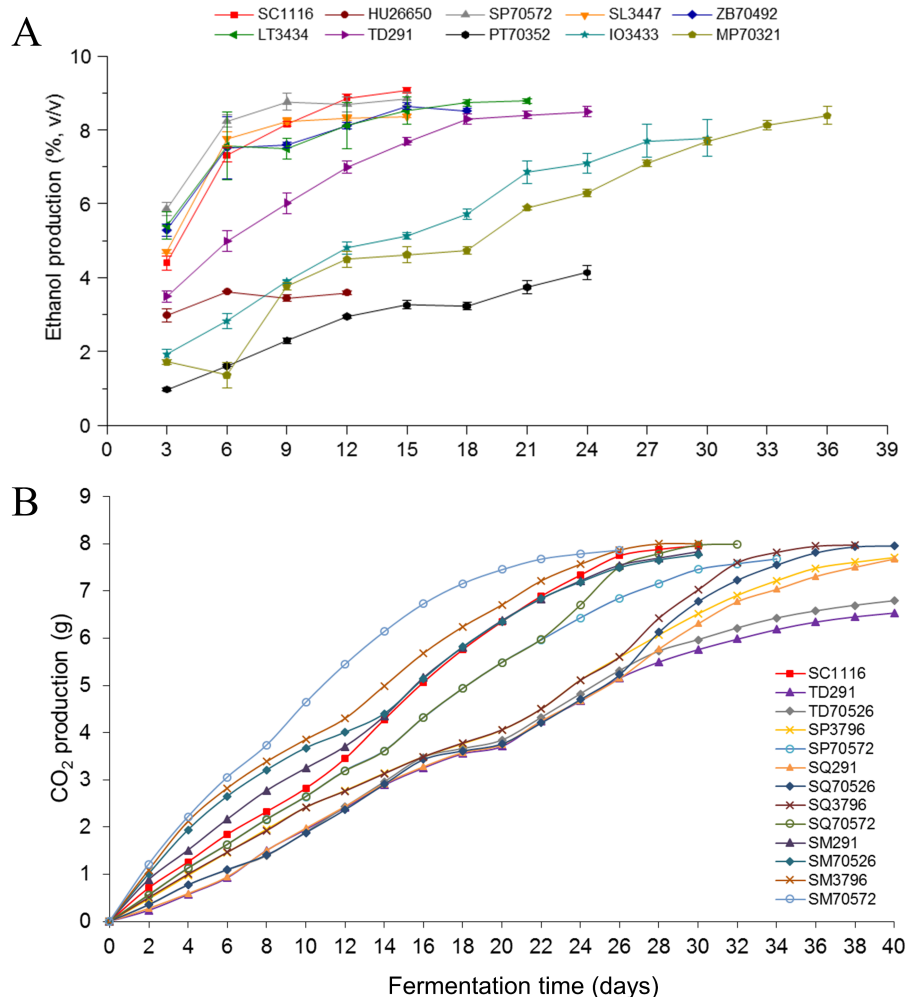 A
SC1116 HU26650 SP70572 SL3447 ZB70492
LT3434 TD291 PT70352 IO3433 MP70321
Ethanol production (%, v/v)
10
8
6
4
2
0
0 3 6 9 12 15 18 21 24 27 30 33 36 39
B
CO2 production (g)
9
8
7
6
5
4
3
2
1
0
SC1116
TD291
TD70526
SP3796
SP70572
SQ291
SQ70526
SQ3796
SQ70572
SM291
SM70526
SM3796
SM70572
0 2 4 6 8 10 12 14 16 18 20 22 24 26 28 30 32 34 36 38 40
Fermentation time (days)